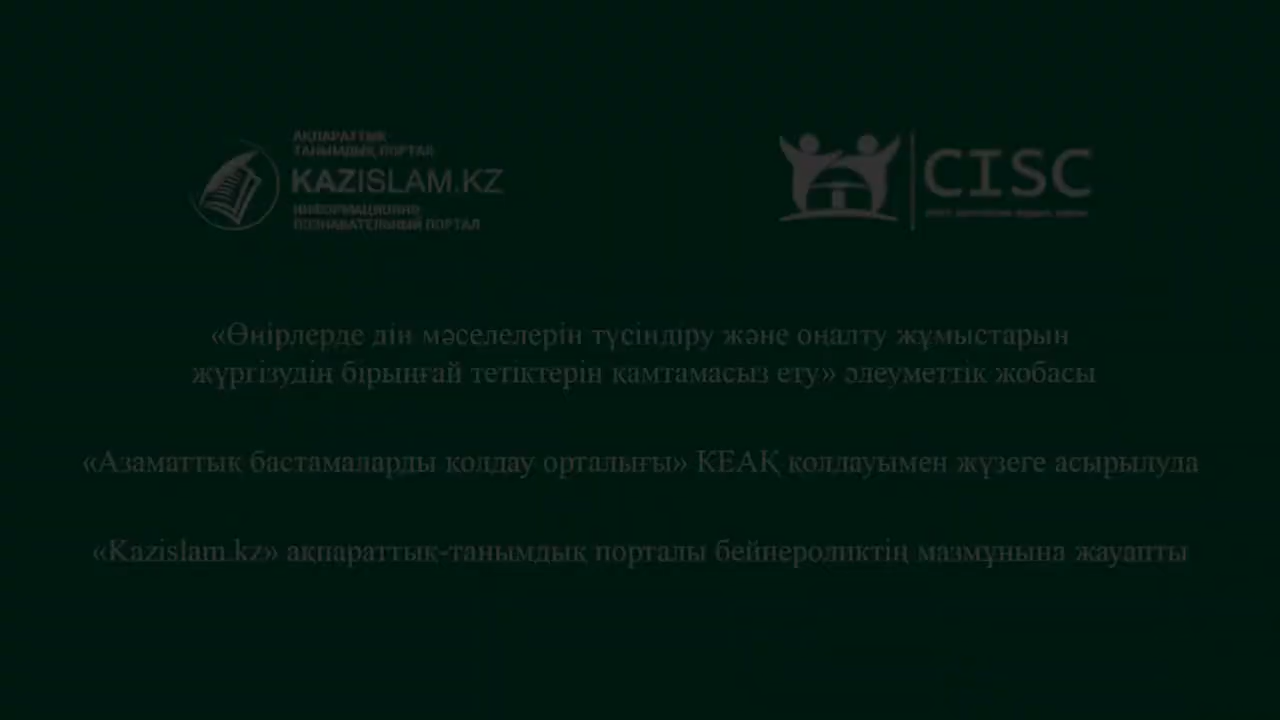 АҚПАРАТТЫҚ
ТАНЫМДЫҚ ПОРТАЛ
KAZISLAM.KZ
ИНФОРМАЦИОННО
ПОЗНАВАТЕЛЬНЫЙ ПОРТАЛ
CISC
«Өңірлерде дін мәселелерін түсіндіру және оңалту жұмыстарын
жүргізудің бірыңғай тетіктерін қамтамасыз ету» әлеуметтік жобасы
«Азаматтық бастамаларды қолдау орталығы» КЕАҚ қолдауымен жүзеге асырылуда
«Kazislam.kz» ақпараттық-танымдық порталы бейнероликтің мазмұнына жауапты